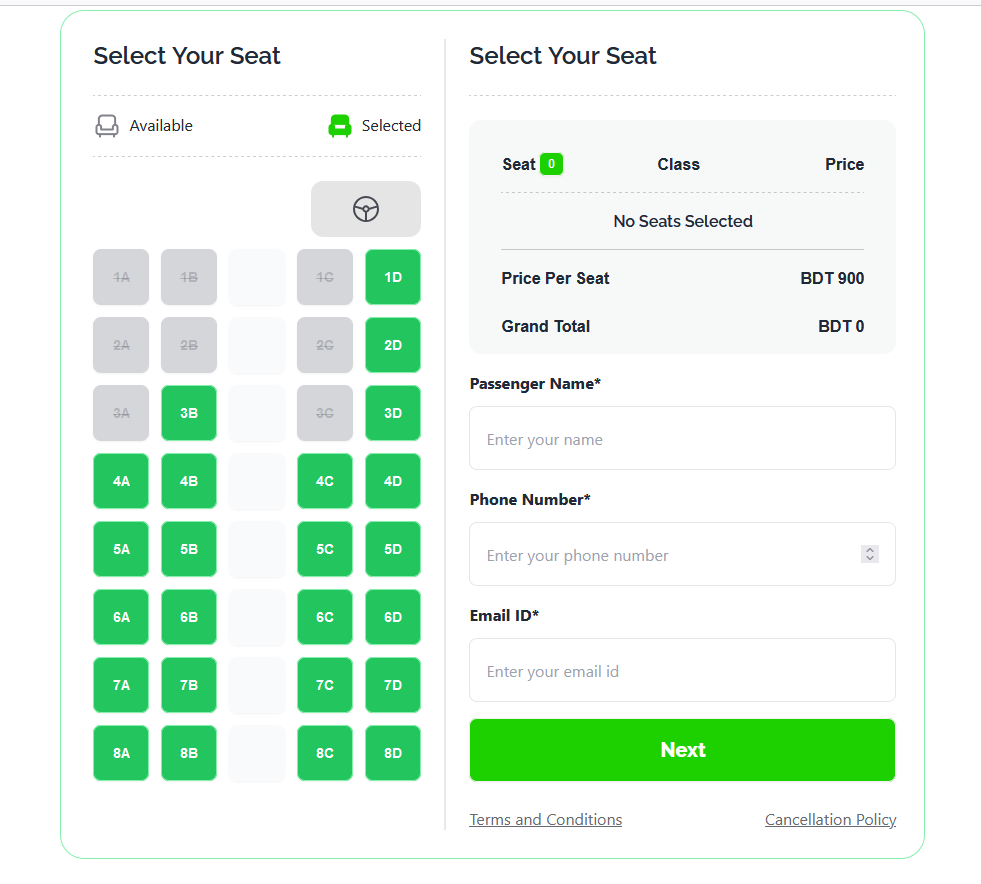 Select Your Seat
Available Selected
1A 1B 1C 1D
2A 2B 2C 2D
3A 3B 3C 3D
4A 4B 4C 4D
5A 5B 5C 5D
6A 6B 6C 6D
7A 7B 7C 7D
8A 8B 8C 8D
Select Your Seat
Seat 0 Class Price
No Seats Selected
Price Per Seat BDT 900
Grand Total BDT 0
Passenger Name*
Enter your name
Phone Number*
Enter your phone number
Email ID*
Enter your email id
Next
Terms and Conditions Cancellation Policy